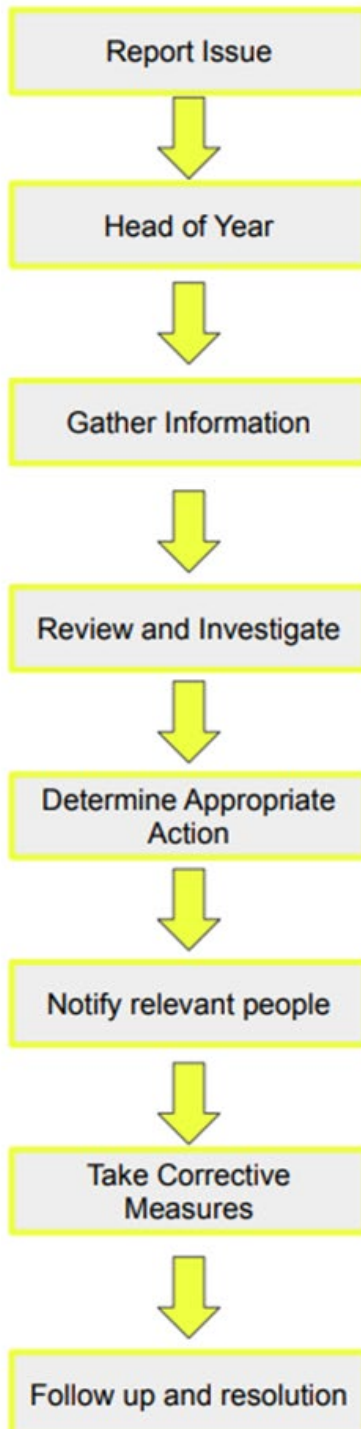 Report Issue
Head of Year
Gather Information
Review and Investigate
Determine Appropriate
Action
Notify relevant people
Take Corrective
Measures
Follow up and resolution